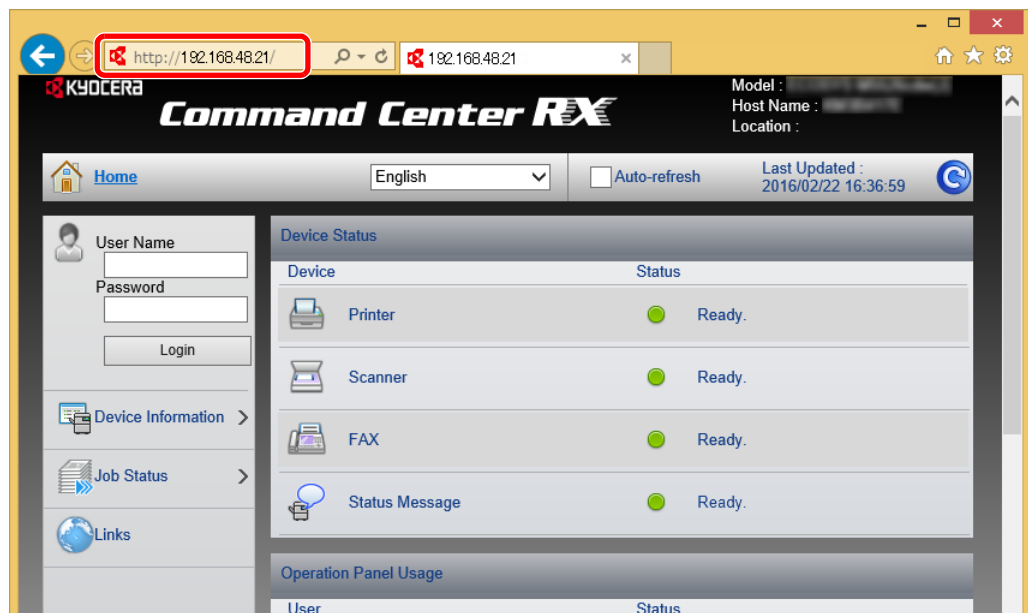 http://192.168.48.21/
192.168.48.21
KYOCERA
Command Center RX
Model :
Host Name :
Location :
Home
English
Auto-refresh
Last Updated :
2016/02/22 16:36:59
User Name
Password
Login
Device Information
Job Status
Links
Device Status
Device Status
Printer Ready.
Scanner Ready.
FAX Ready.
Status Message Ready.
Operation Panel Usage
User Status